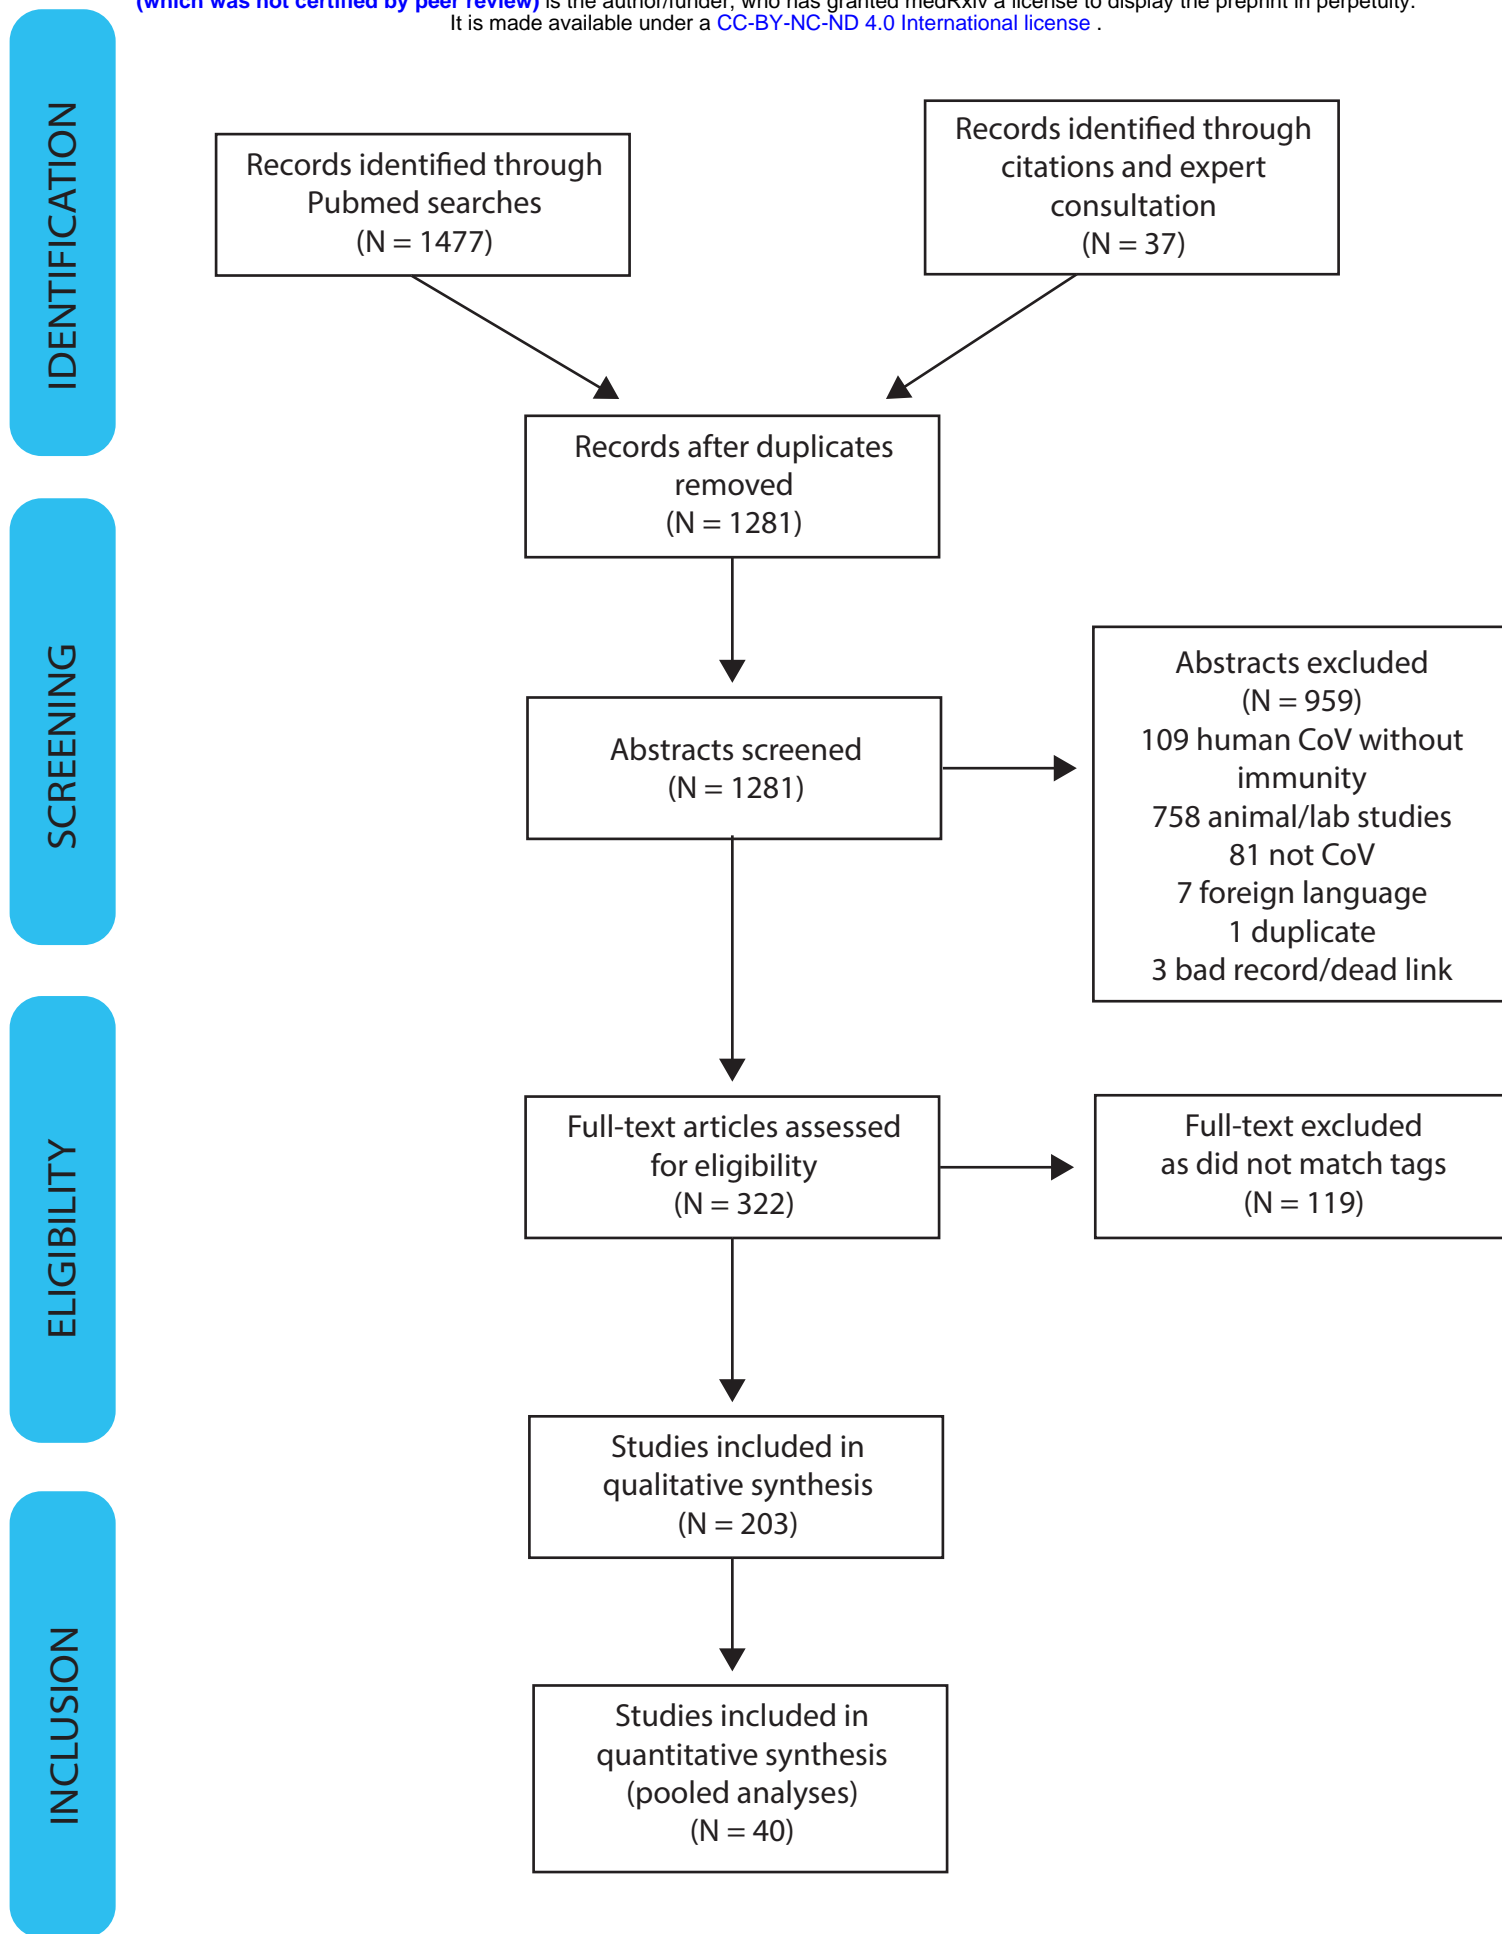 (which was not certified by peer review) is the author/funder, who has granted medRxiv a license to display the preprint in perpetuity.
It is made available under a CC-BY-NC-ND 4.0 International license .
IDENTIFICATION
Records identified through
Pubmed searches
(N = 1477)
Records identified through
citations and expert
consultation
(N = 37)
Records after duplicates
removed
(N = 1281)
SCREENING
Abstracts screened
(N = 1281)
Abstracts excluded
(N = 959)
109 human CoV without
immunity
758 animal/lab studies
81 not CoV
7 foreign language
1 duplicate
3 bad record/dead link
ELIGIBILITY
Full-text articles assessed
for eligibility
(N = 322)
Full-text excluded
as did not match tags
(N = 119)
Studies included in
qualitative synthesis
(N = 203)
INCLUSION
Studies included in
quantitative synthesis
(pooled analyses)
(N = 40)